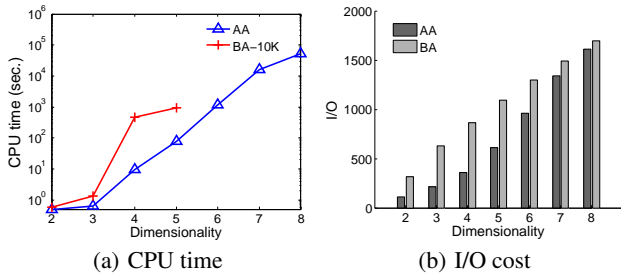 CPU time (sec.)
10^6
10^5
10^4
10^3
10^2
10^1
10^0
AA
BA−10K
2 3 4 5 6 7 8
Dimensionality
(a) CPU time
I/O
2000
1500
1000
500
0
AA
BA
2 3 4 5 6 7 8
Dimensionality
(b) I/O cost